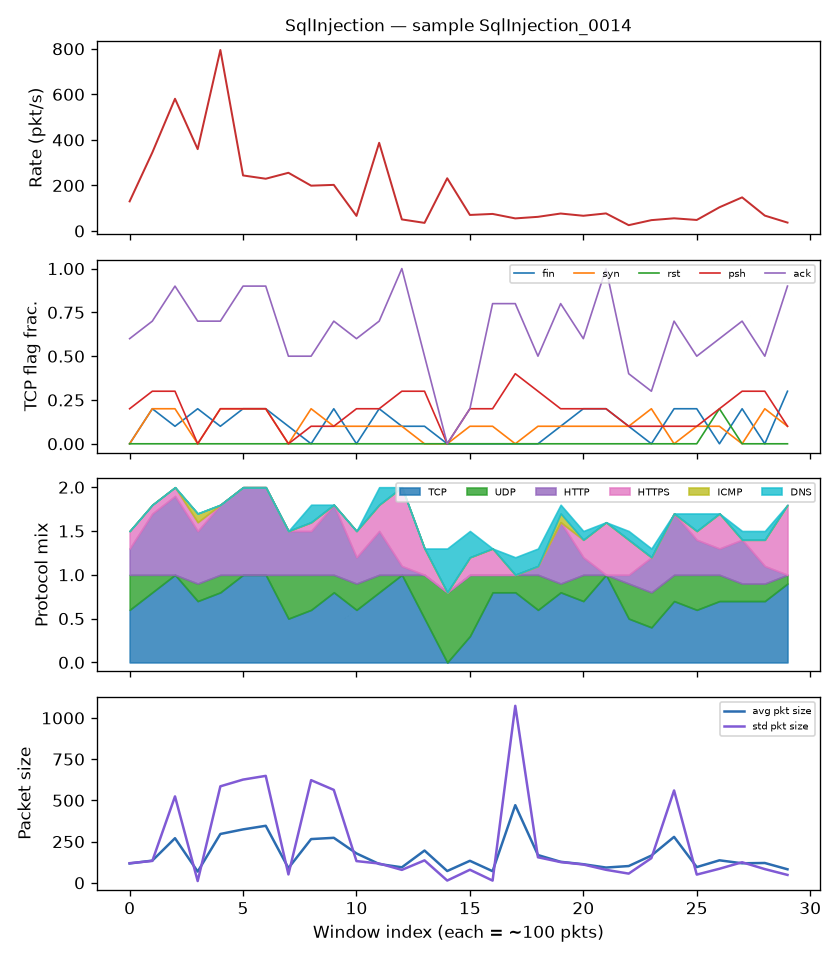 SqlInjection — sample SqlInjection_0014
Rate (pkt/s)
800
600
400
200
0
TCP flag frac.
1.00
0.75
0.50
0.25
0.00
fin syn rst psh ack
Protocol mix
2.0
1.5
1.0
0.5
0.0
TCP UDP HTTP HTTPS ICMP DNS
Packet size
1000
750
500
250
0
avg pkt size
std pkt size
0 5 10 15 20 25 30
Window index (each = ~100 pkts)